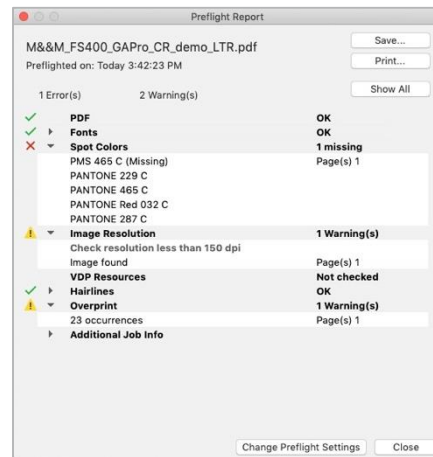 Preflight Report
M&&M_FS400_GAPro_CR_demo_LTR.pdf
Save...
Preflighted on: Today 3:42:23 PM
Print...
1 Error(s) 2 Warning(s)
Show All
PDF OK
Fonts OK
Spot Colors 1 missing
PMS 465 C (Missing) Page(s) 1
PANTONE 229 C
PANTONE 465 C
PANTONE Red 032 C
PANTONE 287 C
Image Resolution 1 Warning(s)
Check resolution less than 150 dpi
Image found Page(s) 1
VDP Resources Not checked
Hairlines OK
Overprint 1 Warning(s)
23 occurrences Page(s) 1
Additional Job Info
Change Preflight Settings Close